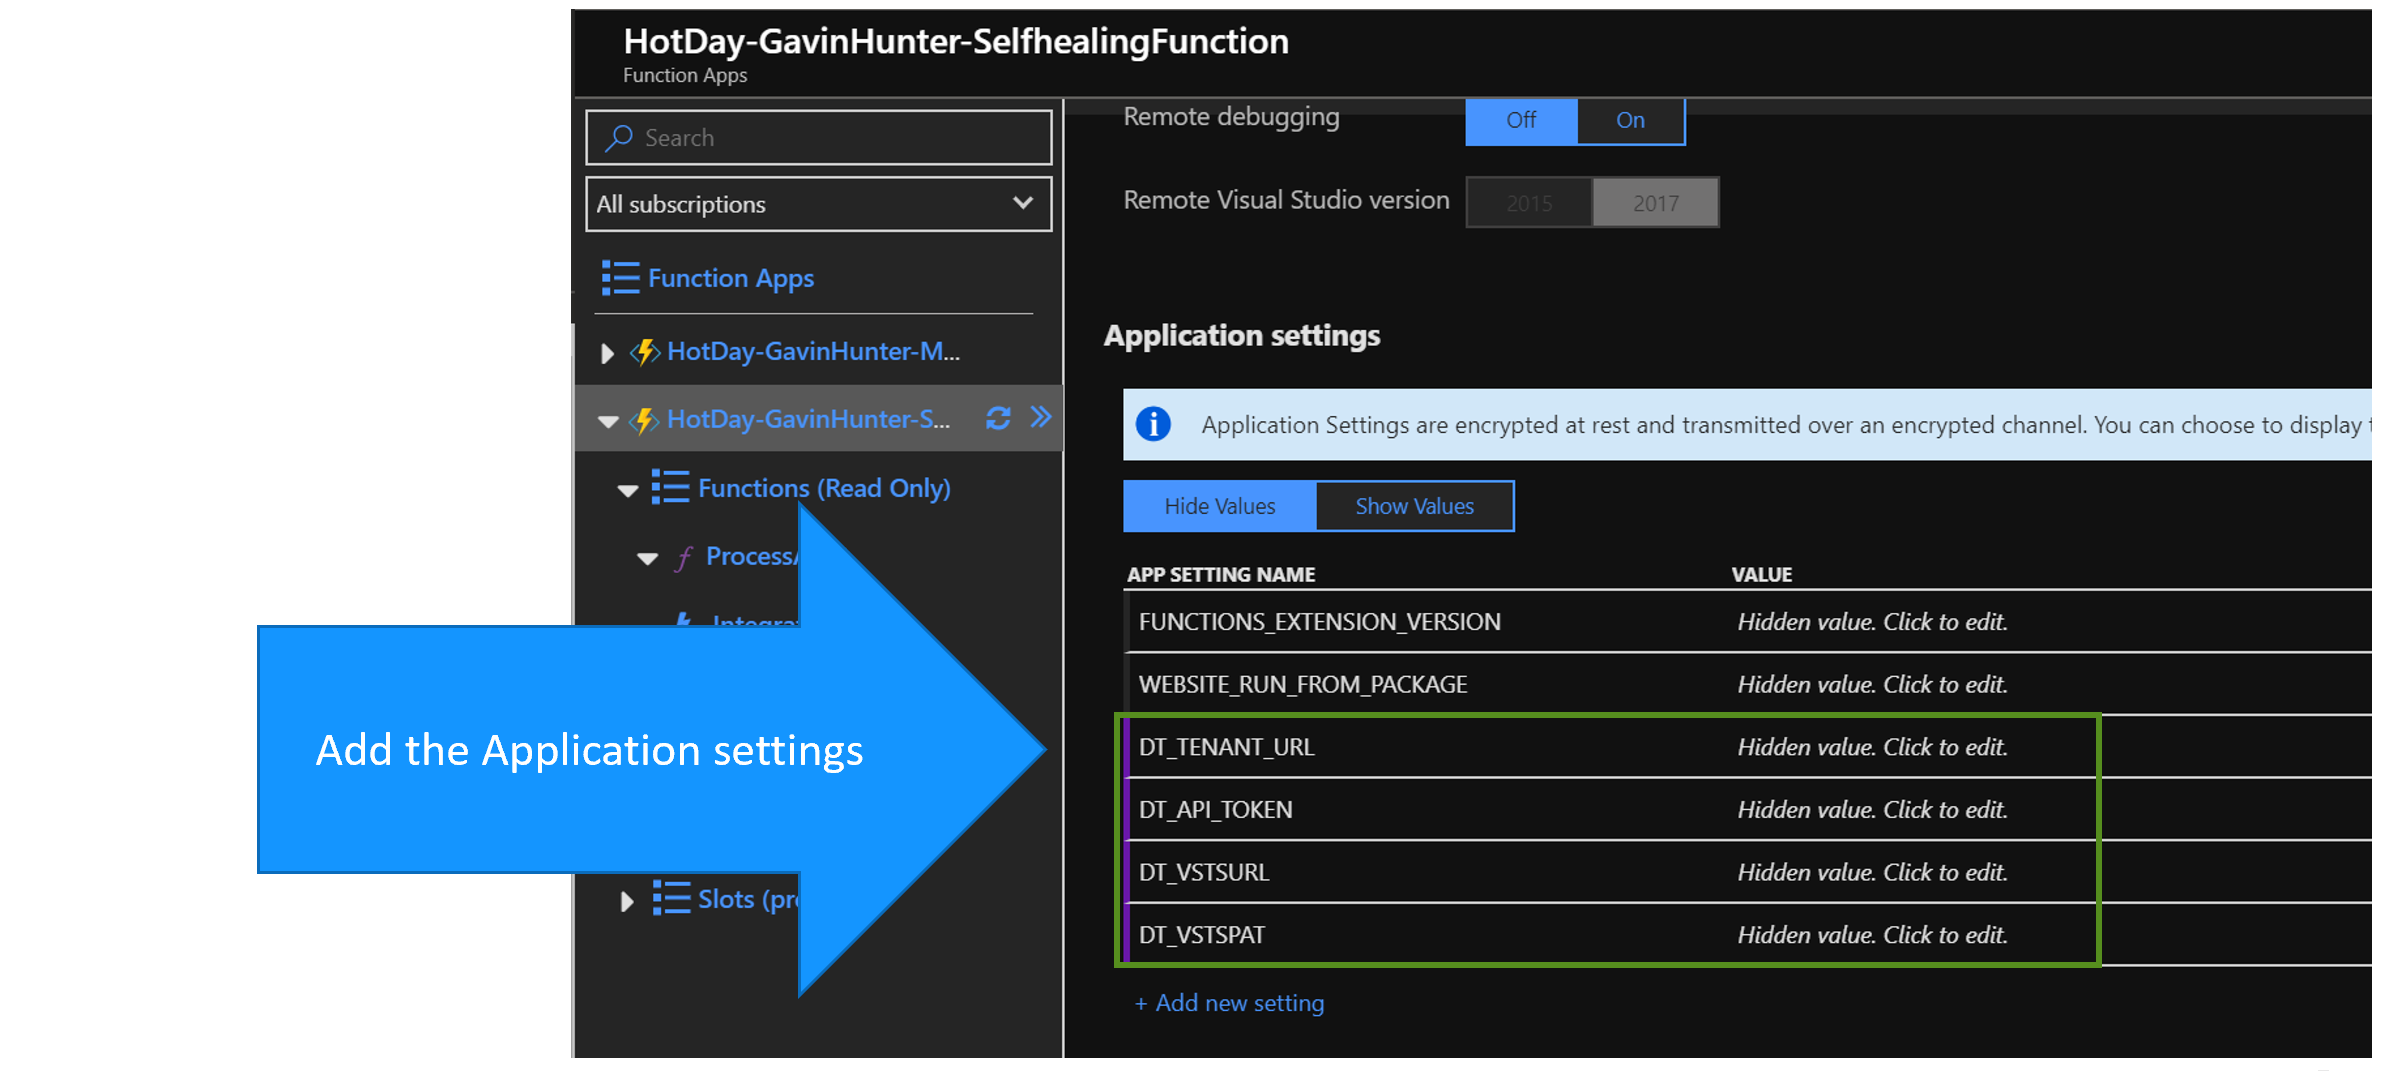 HotDay-GavinHunter-SelfhealingFunction
Function Apps
Search
All subscriptions
Function Apps
HotDay-GavinHunter-M...
HotDay-GavinHunter-S...
Functions (Read Only)
Slots
Add the Application settings
Remote debugging Off On
Remote Visual Studio version 2015 2017
Application settings
Application Settings are encrypted at rest and transmitted over an encrypted channel. You can choose to display
Hide Values Show Values
APP SETTING NAME VALUE
FUNCTIONS_EXTENSION_VERSION Hidden value. Click to edit.
WEBSITE_RUN_FROM_PACKAGE Hidden value. Click to edit.
DT_TENANT_URL Hidden value. Click to edit.
DT_API_TOKEN Hidden value. Click to edit.
DT_VSTSURL Hidden value. Click to edit.
DT_VSTSPAT Hidden value. Click to edit.
+ Add new setting